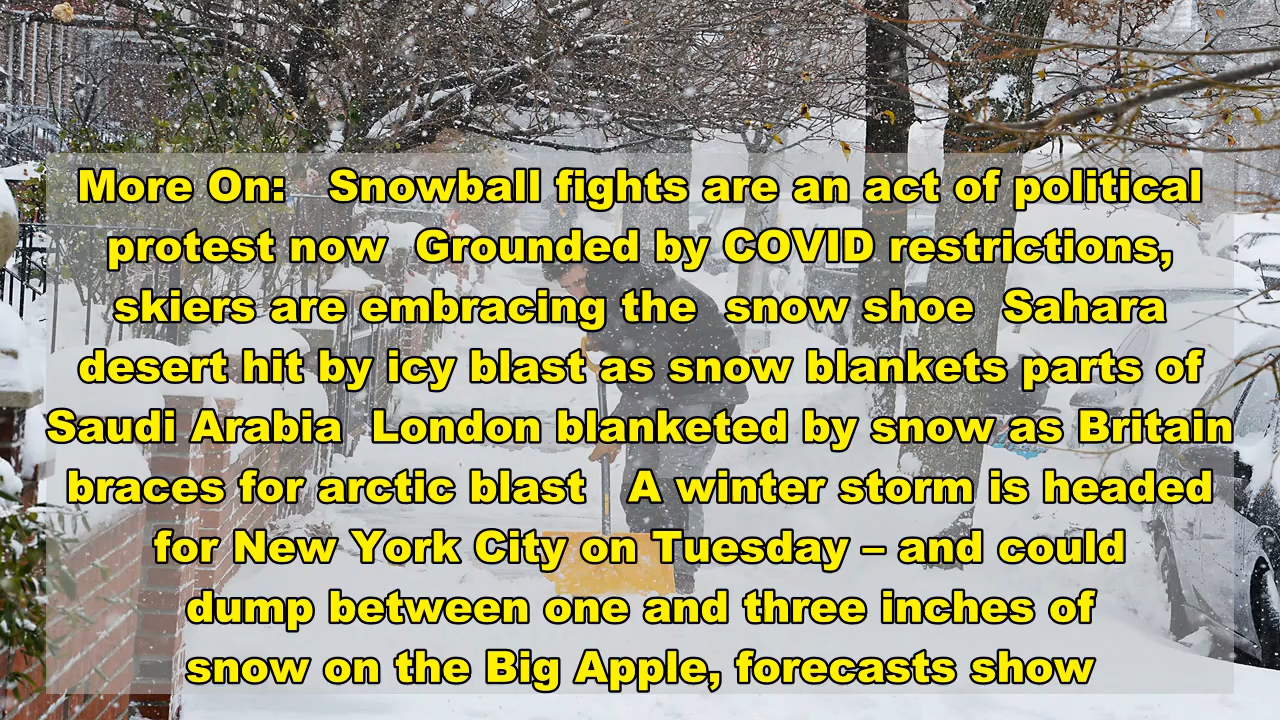 More On: Snowball fights are an act of political
protest now Grounded by COVID restrictions,
skiers are embracing the snow shoe Sahara
desert hit by icy blast as snow blankets parts of
Saudi Arabia London blanketed by snow as Britain
braces for arctic blast A winter storm is headed
for New York City on Tuesday – and could
dump between one and three inches of
snow on the Big Apple, forecasts show